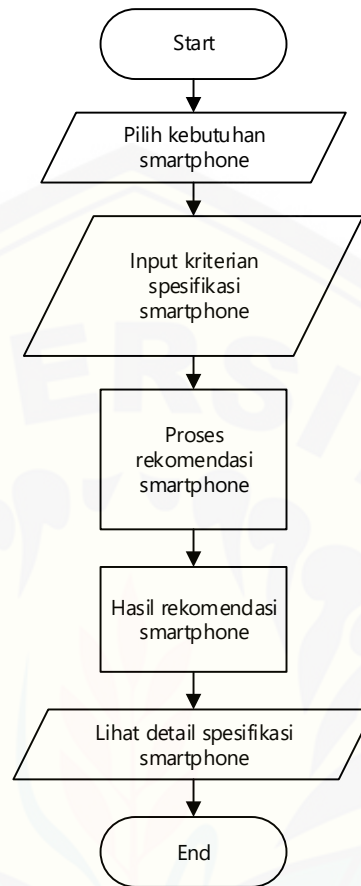 Start
Pilih kebutuhan
smartphone
Input kriterian
spesifikasi
smartphone
Proses
rekomendasi
smartphone
Hasil rekomendasi
smartphone
Lihat detail spesifikasi
smartphone
End
ERSI